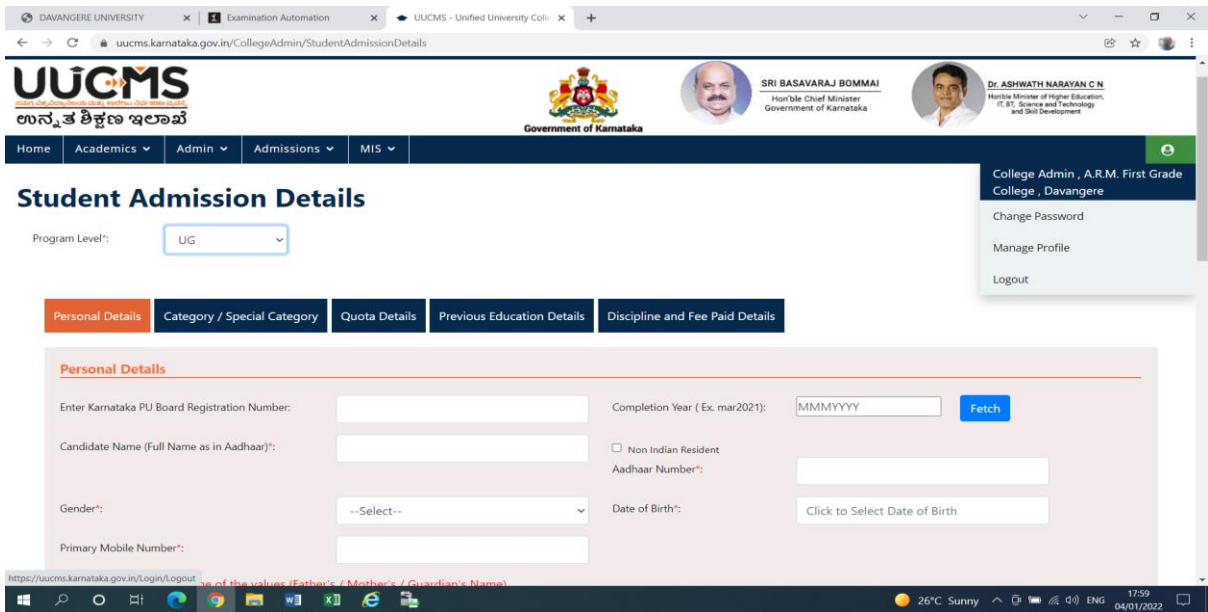 DAVANGERE UNIVERSITY
Examination Automation
UUCMS - Unified University Colle
uucms.karnataka.gov.in/CollegeAdmin/StudentAdmissionDetails
UUCMS
ಉನ್ನತ ಶಿಕ್ಷಣ ಇಲಾಖೆ
Government of Karnataka
SRI BASAVARAJ BOMMAI
Hon'ble Chief Minister
Government of Karnataka
Dr. ASHWATH NARAYAN C N
Hon'ble Minister of Higher Education,
IT, BT, Science and Technology
and Skill Development
Home Academics Admin Admissions MIS
College Admin , A.R.M. First Grade
College , Davangere
Change Password
Manage Profile
Logout
Student Admission Details
Program Level*: UG
Personal Details Category / Special Category Quota Details Previous Education Details Discipline and Fee Paid Details
Personal Details
Enter Karnataka PU Board Registration Number: Completion Year ( Ex. mar2021): MMMYYYY Fetch
Candidate Name (Full Name as in Aadhaar)*: Non Indian Resident
Aadhaar Number*:
Gender*: --Select-- Date of Birth*: Click to Select Date of Birth
Primary Mobile Number*:
https://uucms.karnataka.gov.in/Login/Logout of the values (Father's / Mother's / Guardian's Name)
26°C Sunny ENG 17:59
04/01/2022